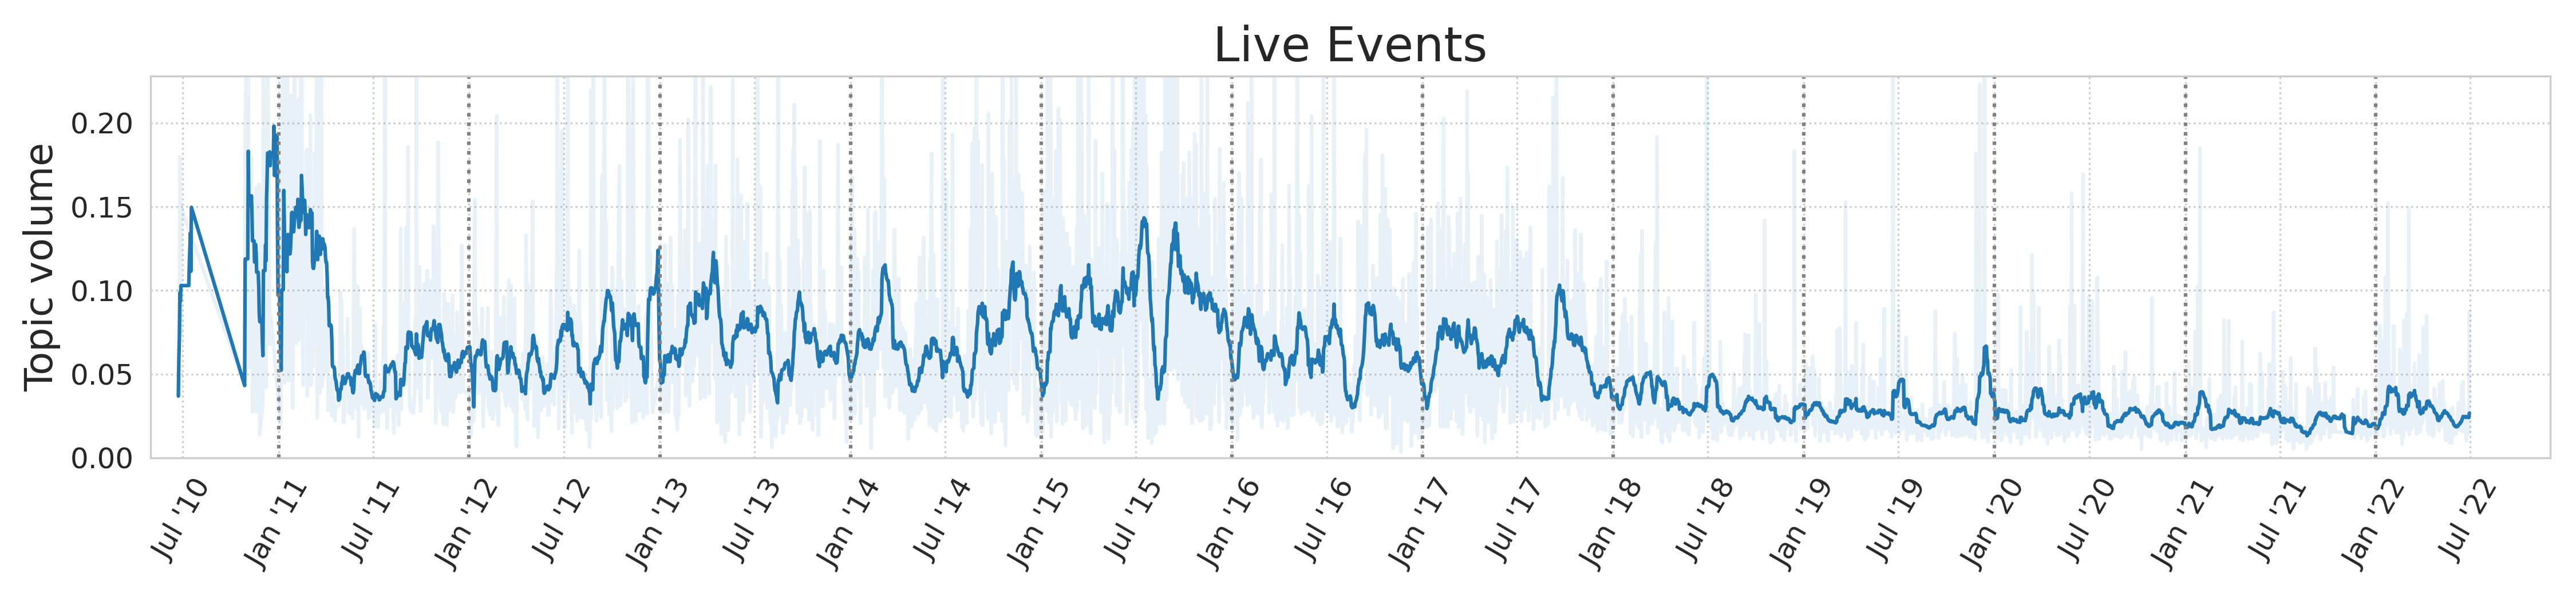 Live Events
Topic volume
0.20
0.15
0.10
0.05
0.00
Jul '10
Jan '11
Jul '11
Jan '12
Jul '12
Jan '13
Jul '13
Jan '14
Jul '14
Jan '15
Jul '15
Jan '16
Jul '16
Jan '17
Jul '17
Jan '18
Jul '18
Jan '19
Jul '19
Jan '20
Jul '20
Jan '21
Jul '21
Jan '22
Jul '22